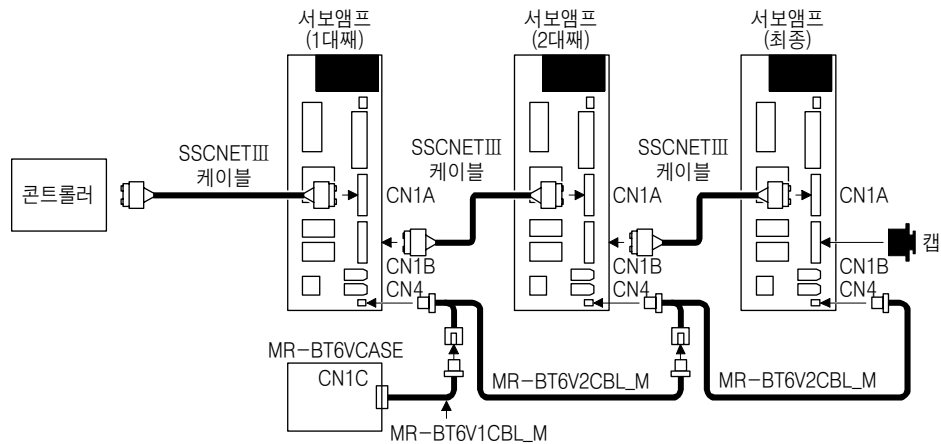 서보앰프
(1대째)
서보앰프
(2대째)
서보앰프
(최종)
SSCNETⅢ
케이블
SSCNETⅢ
케이블
SSCNETⅢ
케이블
콘트롤러
CN1A
CN1A
CN1A
캡
CN1B
CN4
CN1B
CN4
CN1B
CN4
MR-BT6VCASE
CN1C
MR-BT6V2CBL_M
MR-BT6V2CBL_M
MR-BT6V1CBL_M